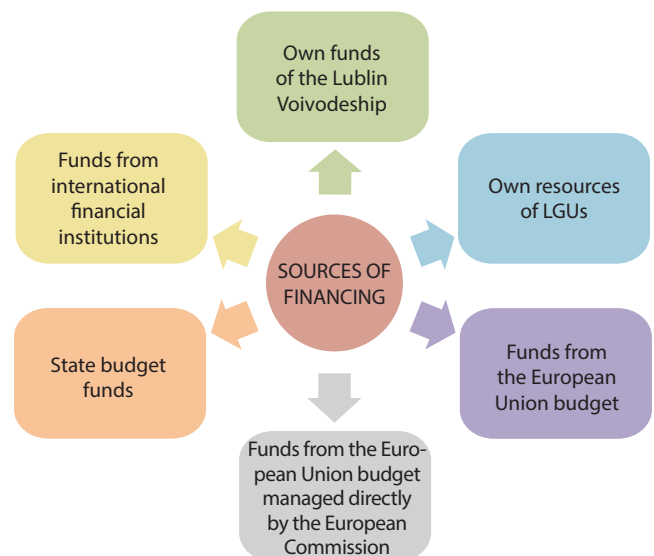 Own funds
of the Lublin
Voivodeship
Funds from
international
financial
institutions
Own resources
of LGUs
SOURCES OF
FINANCING
State budget
funds
Funds from
the European
Union budget
Funds from the Euro-
pean Union budget
managed directly
by the European
Commission